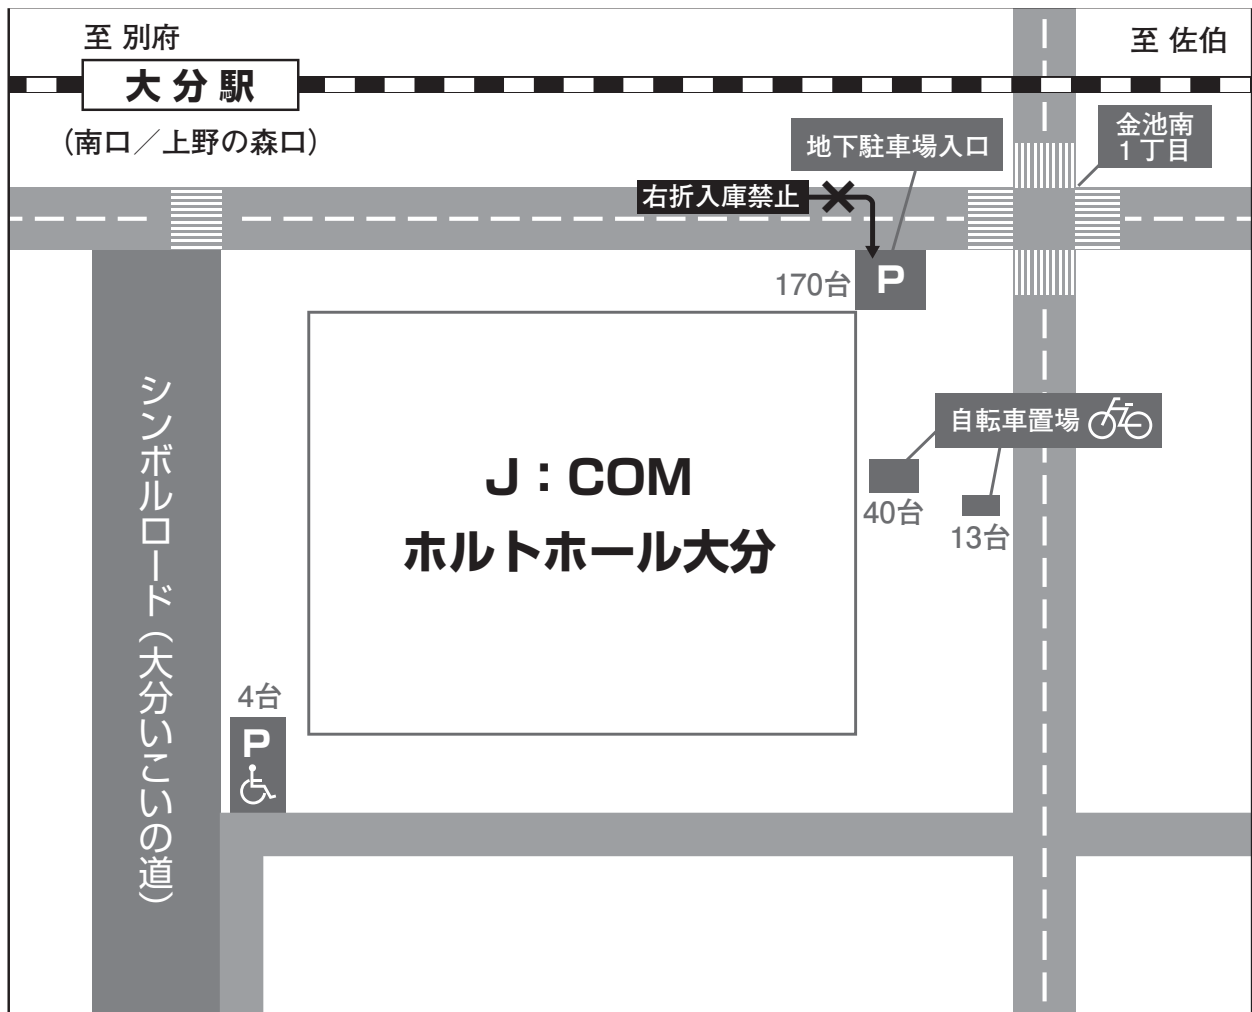 至 別府
至 佐伯
大分駅
(南口／上野の森口)
金池南
1丁目
地下駐車場入口
右折入庫禁止
170台
P
自転車置場
40台
13台
J：COM
ホルトホール大分
シンボルロード(大分いこいの道)
4台
P